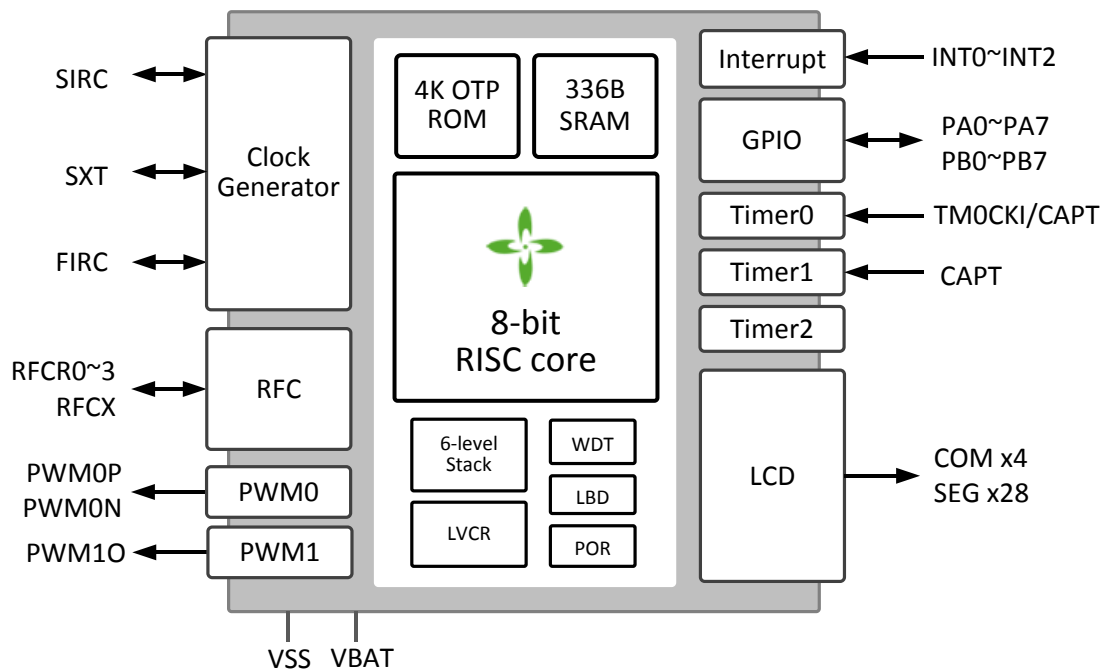 SIRC
SXT
FIRC
Clock
Generator
RFCR0~3
RFCX
RFC
PWM0P
PWM0N
PWM0
PWM1O
PWM1
4K OTP
ROM
336B
SRAM
8-bit
RISC core
6-level
Stack
WDT
LBD
LVCR
POR
Interrupt
INT0~INT2
GPIO
PA0~PA7
PB0~PB7
Timer0
TM0CKI/CAPT
Timer1
CAPT
Timer2
LCD
COM x4
SEG x28
VSS
VBAT